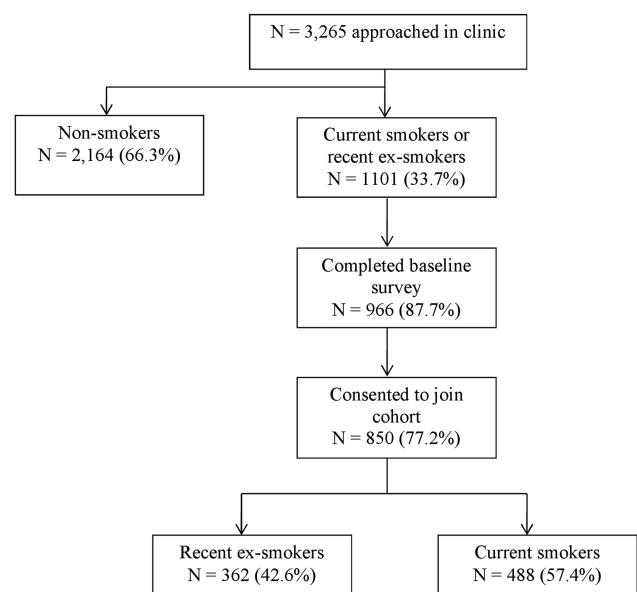 N = 3,265 approached in clinic
Non-smokers
N = 2,164 (66.3%)
Current smokers or
recent ex-smokers
N = 1101 (33.7%)
Completed baseline
survey
N = 966 (87.7%)
Consented to join
cohort
N = 850 (77.2%)
Recent ex-smokers
N = 362 (42.6%)
Current smokers
N = 488 (57.4%)